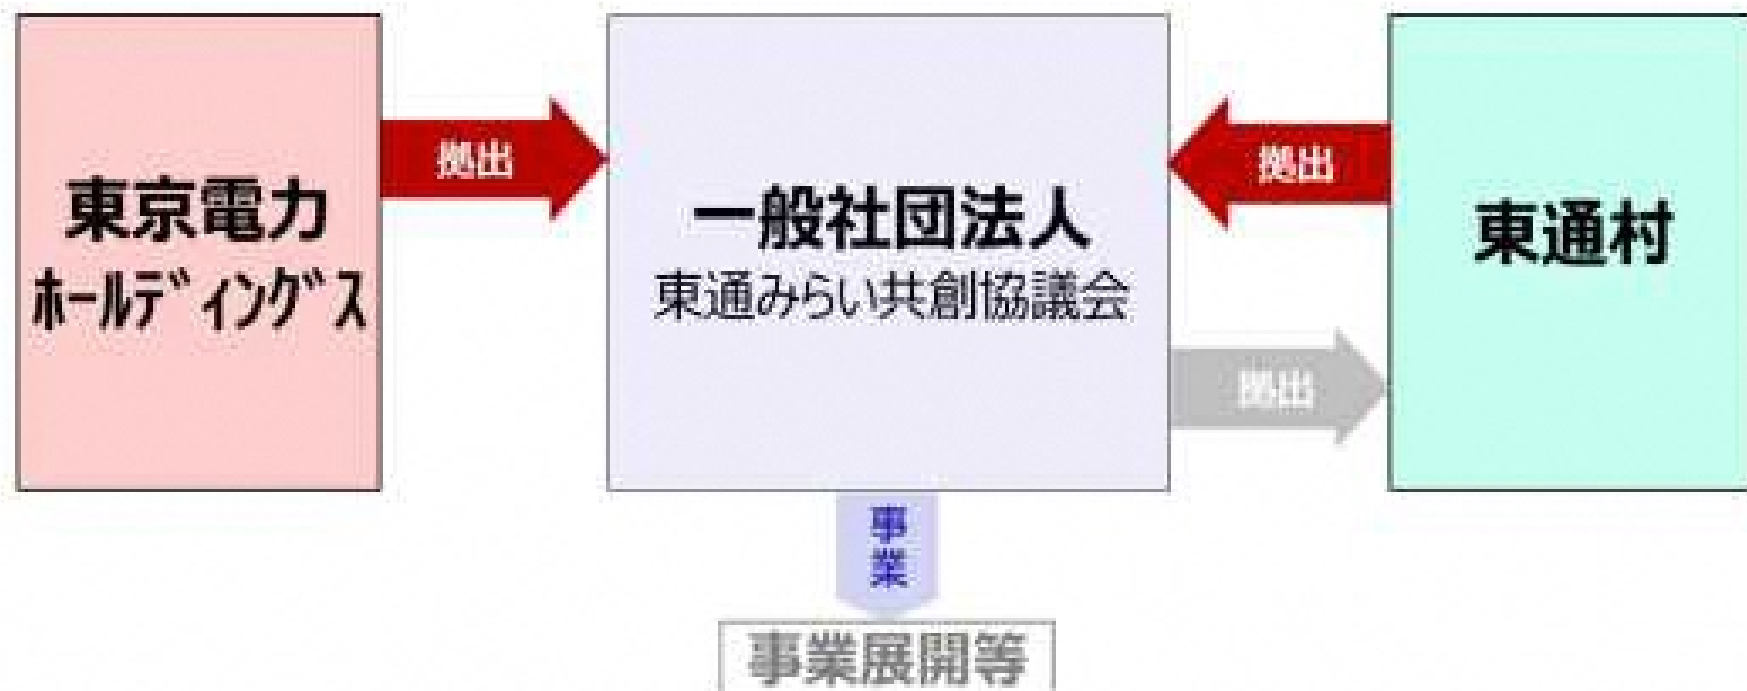 東京電力
ホールディングス
拠出
一般社団法人
東通みらい共創協議会
拠出
東通村
拠出
事業
事業展開等